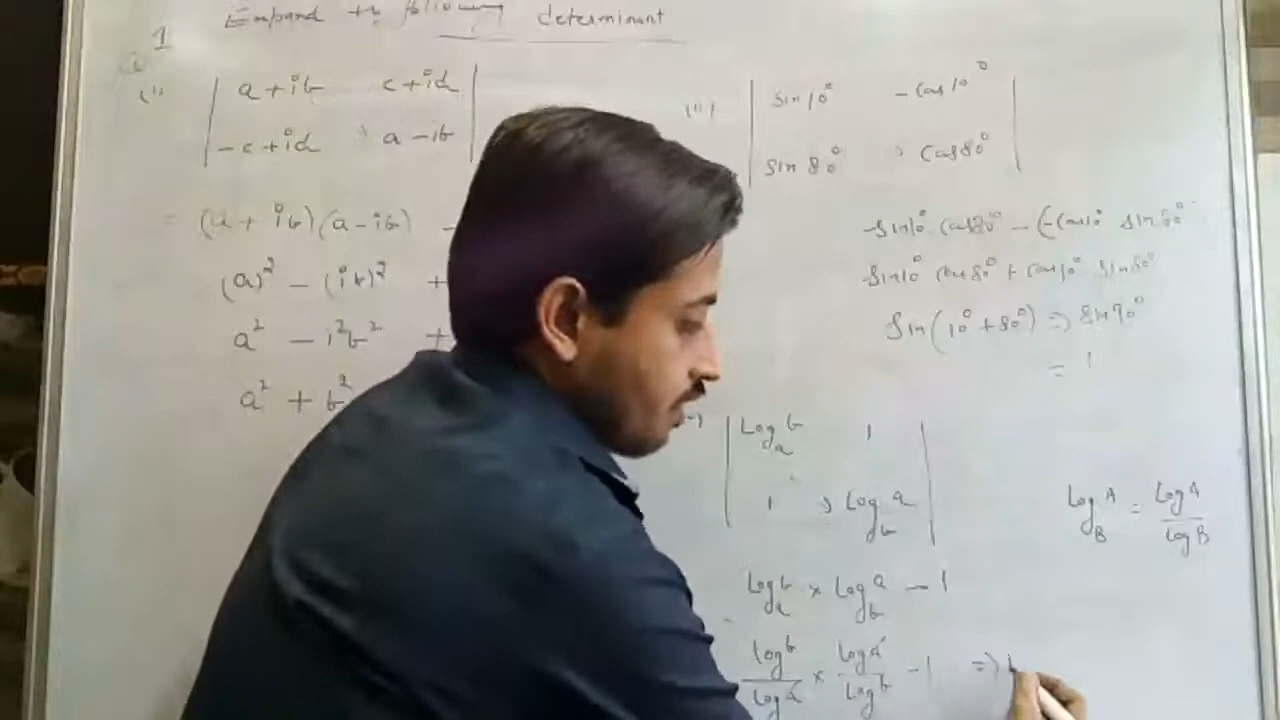 Expand the following determinant
1
(i) | a+ib c+id |
| -c+id , a-ib |
= (a+ib)(a-ib) -
(a)² - (ib)² +
a² - i²b² +
a² + b²
(ii) | sin10° -cos10° |
| sin80° , cos80° |
sin10° cos80° - (-cos10° sin80°
sin10° cos80° + cos10° sin80°
sin(10°+80°) => sin90°
= 1
| Log_a b 1 |
| 1 , Log_b a |
Log_B A = Log A / Log B
Log_a b × Log_b a - 1
log b / log a × log a / log b - 1 =>